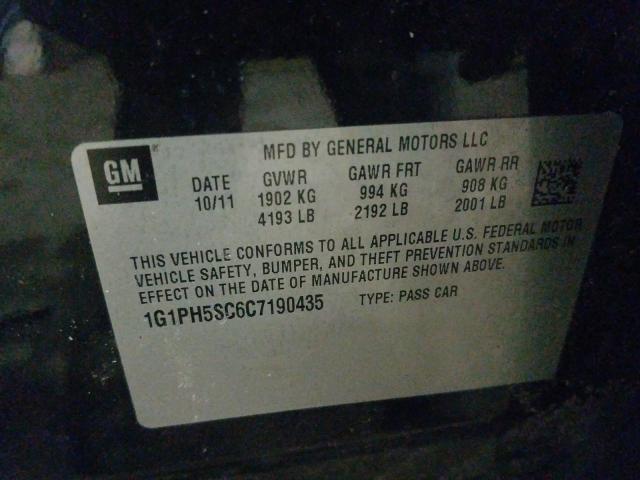 MFD BY GENERAL MOTORS LLC
GM
DATE GVWR GAWR FRT GAWR RR
10/11 1902 KG 994 KG 908 KG
4193 LB 2192 LB 2001 LB
THIS VEHICLE CONFORMS TO ALL APPLICABLE U.S. FEDERAL MOTOR
VEHICLE SAFETY, BUMPER, AND THEFT PREVENTION STANDARDS IN
EFFECT ON THE DATE OF MANUFACTURE SHOWN ABOVE.
1G1PH5SC6C7190435 TYPE: PASS CAR